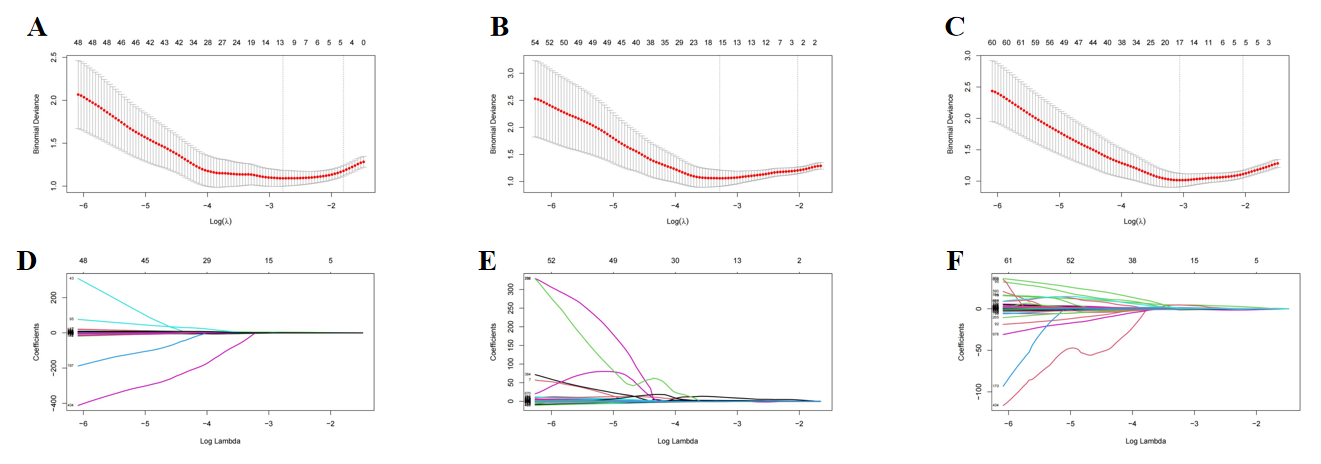 A
48 48 48 46 46 42 43 42 34 28 27 24 19 14 13 9 7 6 5 5 4 0
Binomial Deviance
2.5
2.0
1.5
1.0
−6 −5 −4 −3 −2
Log(λ)
B
54 52 50 49 49 49 45 40 38 35 29 23 18 15 13 13 12 7 3 2 2
Binomial Deviance
3.0
2.5
2.0
1.5
1.0
−6 −5 −4 −3 −2
Log(λ)
C
60 60 61 59 56 49 47 44 40 38 34 25 20 17 14 11 6 5 5 5 3
Binomial Deviance
3.0
2.5
2.0
1.5
1.0
−6 −5 −4 −3 −2
Log(λ)
D
48 45 29 15 5
Coefficients
200
0
−200
−400
−6 −5 −4 −3 −2
Log Lambda
E
52 49 30 13 2
Coefficients
300
250
200
150
100
50
0
−6 −5 −4 −3 −2
Log Lambda
F
61 52 38 15 5
Coefficients
0
−50
−100
−6 −5 −4 −3 −2
Log Lambda